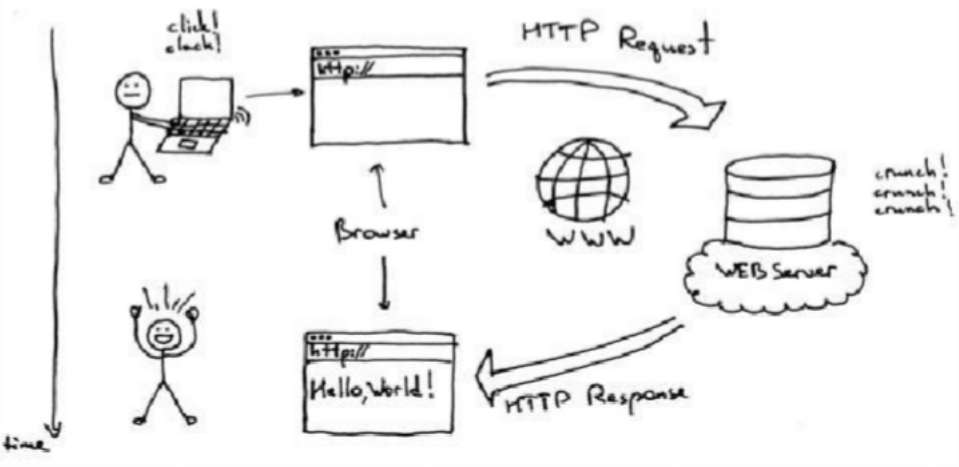 click!
clack!
HTTP Request
http://
Browser
WWW
crunch!
crunch!
crunch!
WEB Server
http://
Hello, World!
HTTP Response
time